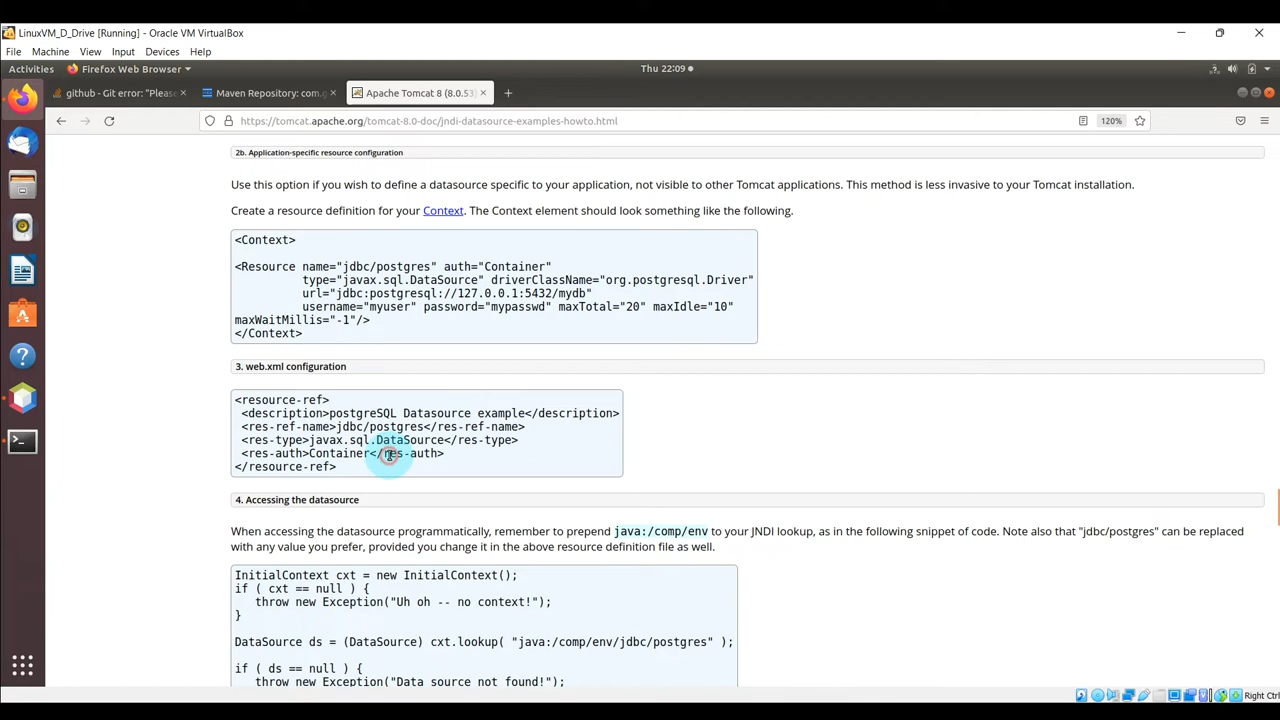 LinuxVM_D_Drive [Running] - Oracle VM VirtualBox
File Machine View Input Devices Help
Activities Firefox Web Browser Thu 22:09
github - Git error: "Please Maven Repository: com.g Apache Tomcat 8 (8.0.53)
https://tomcat.apache.org/tomcat-8.0-doc/jndi-datasource-examples-howto.html 120%
2b. Application-specific resource configuration
Use this option if you wish to define a datasource specific to your application, not visible to other Tomcat applications. This method is less invasive to your Tomcat installation.
Create a resource definition for your Context. The Context element should look something like the following.
<Context>
<Resource name="jdbc/postgres" auth="Container"
type="javax.sql.DataSource" driverClassName="org.postgresql.Driver"
url="jdbc:postgresql://127.0.0.1:5432/mydb"
username="myuser" password="mypasswd" maxTotal="20" maxIdle="10"
maxWaitMillis="-1"/>
</Context>
3. web.xml configuration
<resource-ref>
<description>postgreSQL Datasource example</description>
<res-ref-name>jdbc/postgres</res-ref-name>
<res-type>javax.sql.DataSource</res-type>
<res-auth>Container</res-auth>
</resource-ref>
4. Accessing the datasource
When accessing the datasource programmatically, remember to prepend java:/comp/env to your JNDI lookup, as in the following snippet of code. Note also that "jdbc/postgres" can be replaced
with any value you prefer, provided you change it in the above resource definition file as well.
InitialContext cxt = new InitialContext();
if ( cxt == null ) {
throw new Exception("Uh oh -- no context!");
}
DataSource ds = (DataSource) cxt.lookup( "java:/comp/env/jdbc/postgres" );
if ( ds == null ) {
throw new Exception("Data source not found!");
Right Ctrl